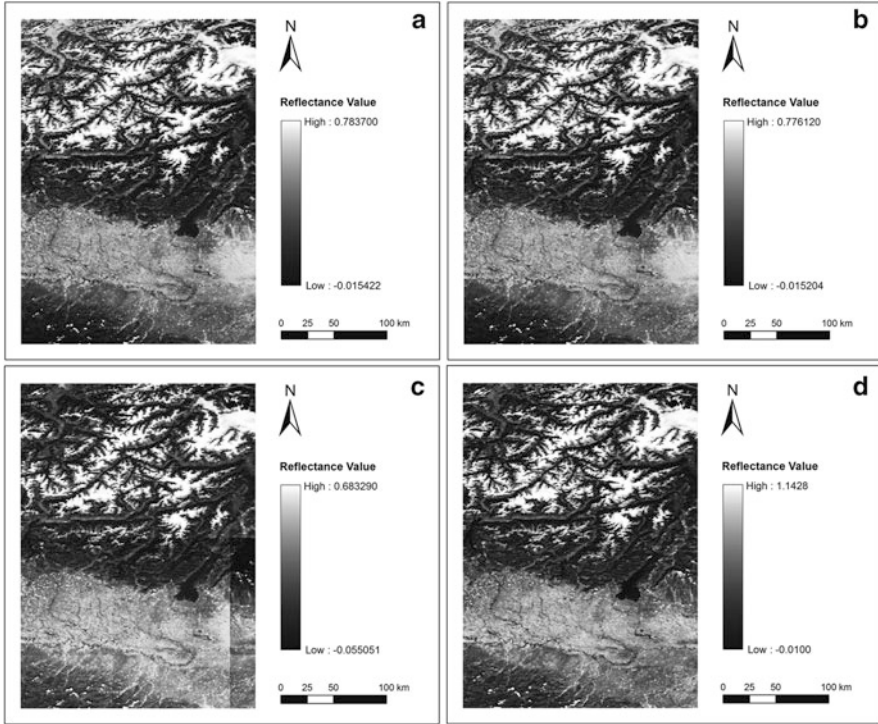 a
N
Reflectance Value
High : 0.783700
Low : -0.015422
0 25 50 100 km
b
N
Reflectance Value
High : 0.776120
Low : -0.015204
0 25 50 100 km
c
N
Reflectance Value
High : 0.683290
Low : -0.055051
0 25 50 100 km
d
N
Reflectance Value
High : 1.1428
Low : -0.0100
0 25 50 100 km